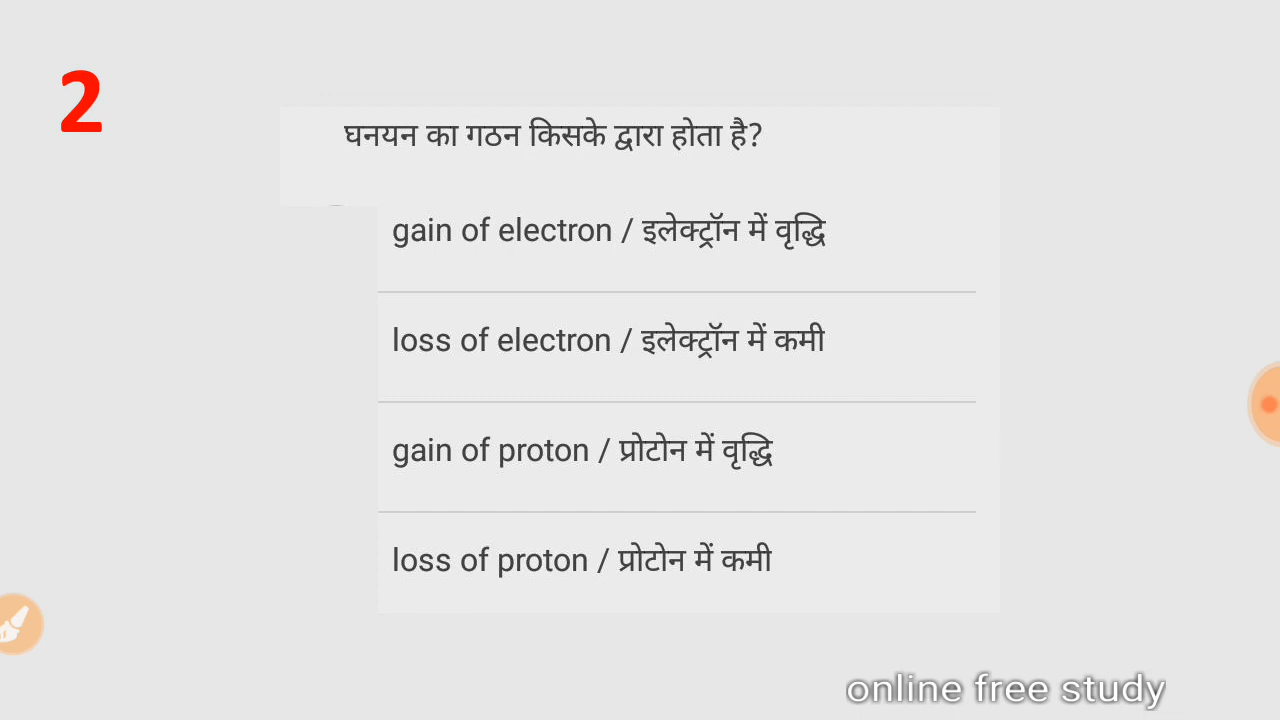 2
घनयन का गठन किसके द्वारा होता है?
gain of electron / इलेक्ट्रॉन में वृद्धि
loss of electron / इलेक्ट्रॉन में कमी
gain of proton / प्रोटोन में वृद्धि
loss of proton / प्रोटोन में कमी
online free study